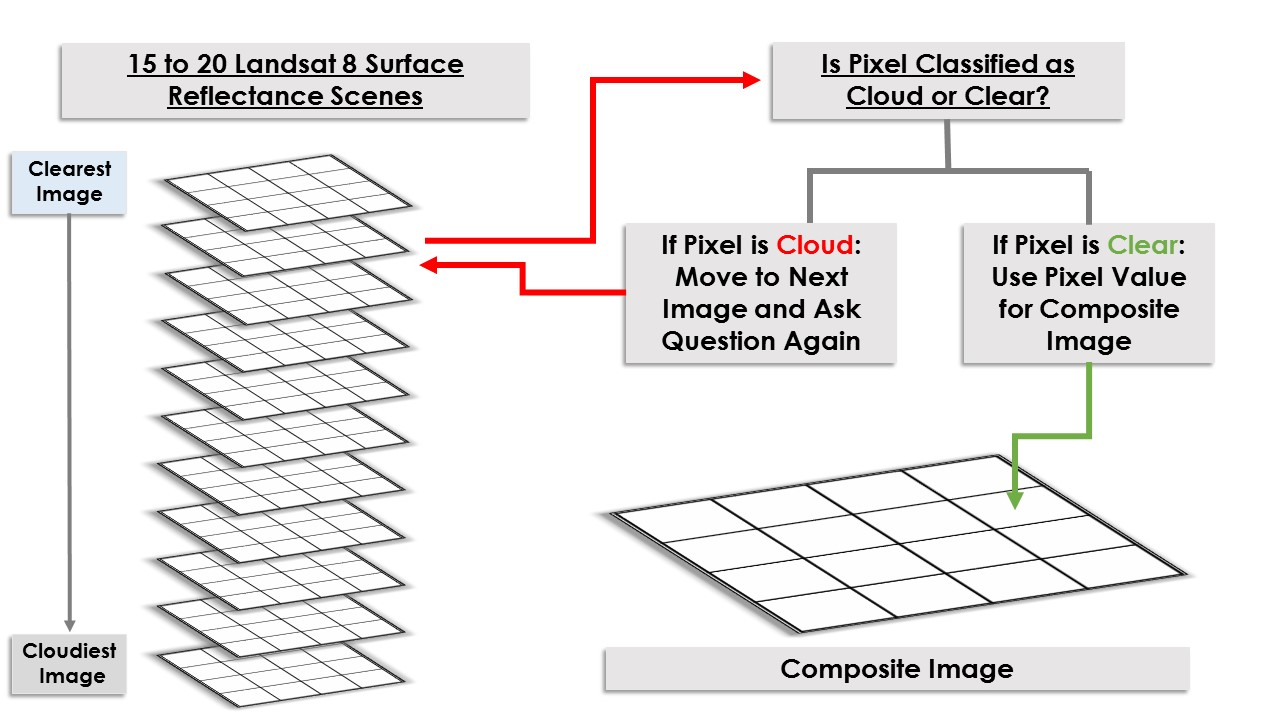 15 to 20 Landsat 8 Surface
Reflectance Scenes
Is Pixel Classified as
Cloud or Clear?
Clearest
Image
If Pixel is Cloud:
Move to Next
Image and Ask
Question Again
If Pixel is Clear:
Use Pixel Value
for Composite
Image
Cloudiest
Image
Composite Image